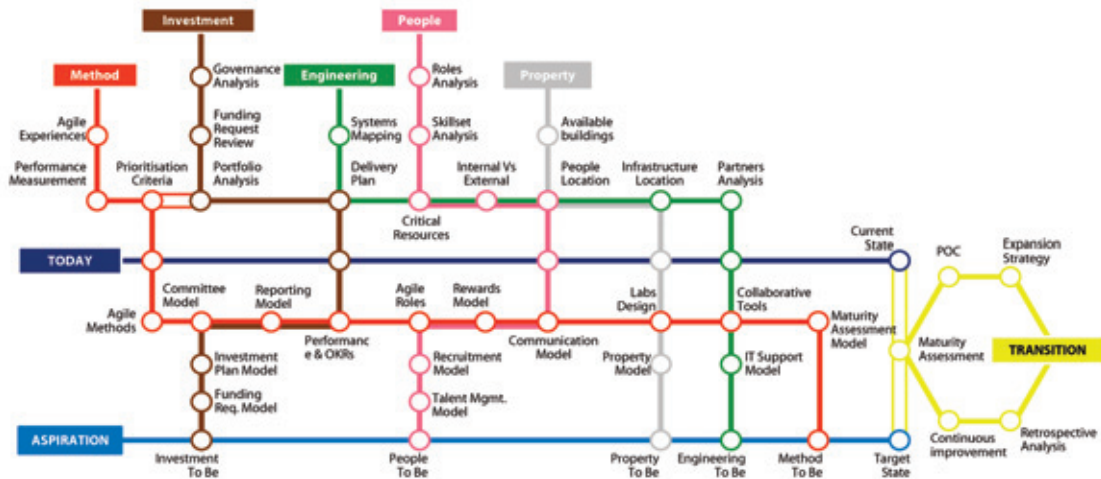 Investment
People
Method
Engineering
Property
Governance
Analysis
Roles
Analysis
Agile
Experiences
Funding
Request
Review
Systems
Mapping
Skillset
Analysis
Available
buildings
Performance
Measurement
Prioritisation
Criteria
Portfolio
Analysis
Delivery
Plan
Internal Vs
External
People
Location
Infrastructure
Location
Partners
Analysis
Critical
Resources
TODAY
Current
State
POC
Expansion
Strategy
Agile
Methods
Committee
Model
Reporting
Model
Performanc
e & OKRs
Agile
Roles
Rewards
Model
Communication
Model
Labs
Design
Collaborative
Tools
Maturity
Assessment
Model
Maturity
Assessment
TRANSITION
Investment
Plan Model
Recruitment
Model
Property
Model
IT Support
Model
Funding
Req. Model
Talent Mgmt.
Model
ASPIRATION
Investment
To Be
People
To Be
Property
To Be
Engineering
To Be
Method
To Be
Target
State
Continuous
improvement
Retrospective
Analysis